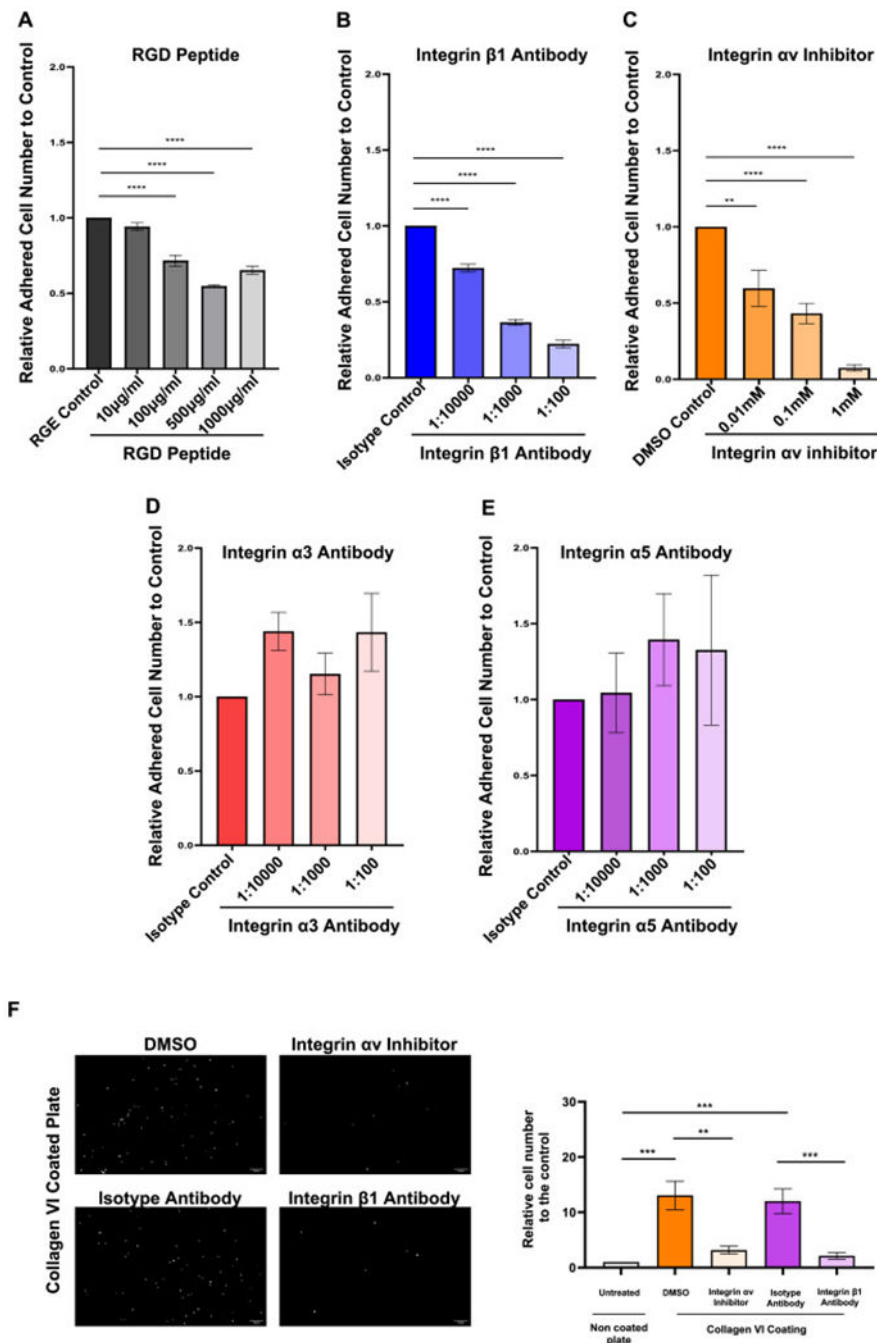 A
RGD Peptide
Relative Adhered Cell Number to Control
2.0
1.5
1.0
0.5
0.0
****
****
****
RGE Control
10µg/ml
100µg/ml
500µg/ml
1000µg/ml
RGD Peptide
B
Integrin β1 Antibody
Relative Adhered Cell Number to Control
2.0
1.5
1.0
0.5
0.0
****
****
****
Isotype Control
1:10000
1:1000
1:100
Integrin β1 Antibody
C
Integrin αv Inhibitor
Relative Adhered Cell Number to Control
2.0
1.5
1.0
0.5
0.0
****
****
**
DMSO Control
0.01mM
0.1mM
1mM
Integrin αv inhibitor
D
Integrin α3 Antibody
Relative Adhered Cell Number to Control
2.0
1.5
1.0
0.5
0.0
Isotype Control
1:10000
1:1000
1:100
Integrin α3 Antibody
E
Integrin α5 Antibody
Relative Adhered Cell Number to Control
2.0
1.5
1.0
0.5
0.0
Isotype Control
1:10000
1:1000
1:100
Integrin α5 Antibody
F
Collagen VI Coated Plate
DMSO
Integrin αv Inhibitor
Isotype Antibody
Integrin β1 Antibody
Relative cell number
to the control
30
20
10
0
***
**
***
***
Untreated
DMSO
Integrin αv
Inhibitor
Isotype
Antibody
Integrin β1
Antibody
Non coated
plate
Collagen VI Coating